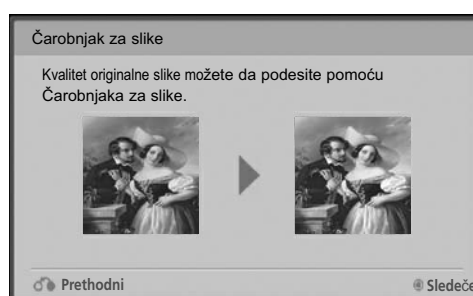 Čarobnjak za slike
Kvalitet originalne slike možete da podesite pomoću
Čarobnjaka za slike.
Prethodni
Sledeće